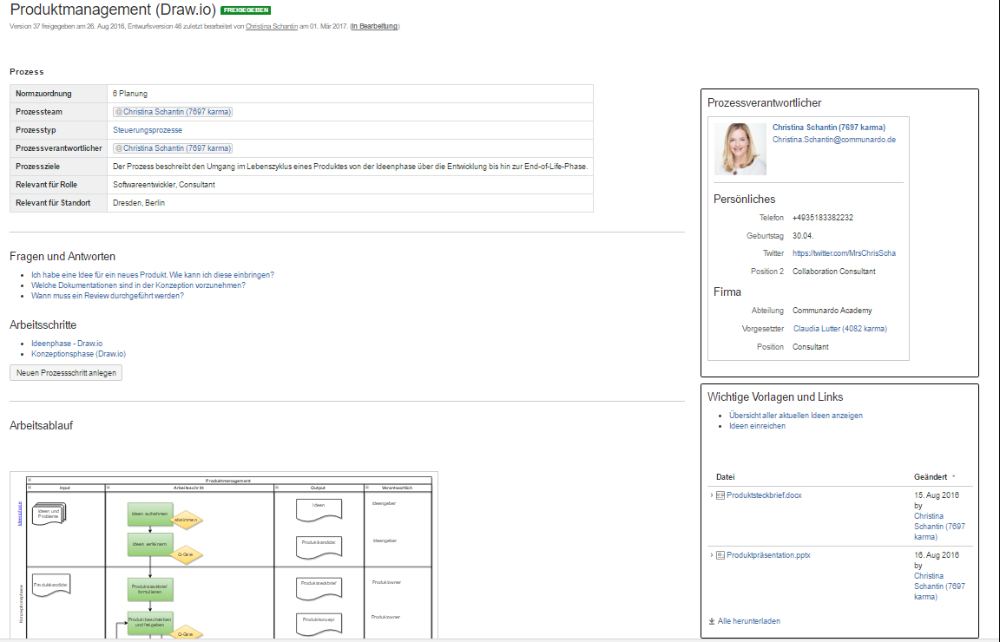 Produktmanagement (Draw.io) FREIGEGEBEN
Version 37 freigegeben am 26. Aug 2016, Entwurfsversion 46 zuletzt bearbeitet von Christina Schantin am 01. Mär 2017. (In Bearbeitung)
Prozess
Normzuordnung 6 Planung
Prozessteam @Christina Schantin (7697 karma)
Prozesstyp Steuerungsprozesse
Prozessverantwortlicher @Christina Schantin (7697 karma)
Prozessziele Der Prozess beschreibt den Umgang im Lebenszyklus eines Produktes von der Ideenphase über die Entwicklung bis hin zur End-of-Life-Phase.
Relevant für Rolle Softwareentwickler, Consultant
Relevant für Standort Dresden, Berlin
Fragen und Antworten
Ich habe eine Idee für ein neues Produkt. Wie kann ich diese einbringen?
Welche Dokumentationen sind in der Konzeption vorzunehmen?
Wann muss ein Review durchgeführt werden?
Arbeitsschritte
Ideenphase - Draw.io
Konzeptionsphase (Draw.io)
Neuen Prozessschritt anlegen
Arbeitsablauf
Produktmanagement
Input Arbeitsschritt Output Verantwortlich
Ideenphase
Ideen und
Probleme
Ideen aufnehmen
abstimmen
Ideen
Ideengeber
Ideen verfeinern
Q-Gate
Produktkandidat
Ideengeber
Konzeptionsphase
Produktkandidat
Produktsteckbrief
formulieren
Produktsteckbrief
Produktowner
Produkt beschreiben
und freigeben
Q-Gate
Produktkonzept
Produktowner
Prozessverantwortlicher
Christina Schantin (7697 karma)
Christina.Schantin@communardo.de
Persönliches
Telefon +4935183382232
Geburtstag 30.04.
Twitter https://twitter.com/MrsChrisScha
Position 2 Collaboration Consultant
Firma
Abteilung Communardo Academy
Vorgesetzter Claudia Lutter (4082 karma)
Position Consultant
Wichtige Vorlagen und Links
Übersicht aller aktuellen Ideen anzeigen
Ideen einreichen
Datei Geändert
Produktsteckbrief.docx 15. Aug 2016
by
Christina
Schantin (7697
karma)
Produktpräsentation.pptx 16. Aug 2016
by
Christina
Schantin (7697
karma)
Alle herunterladen